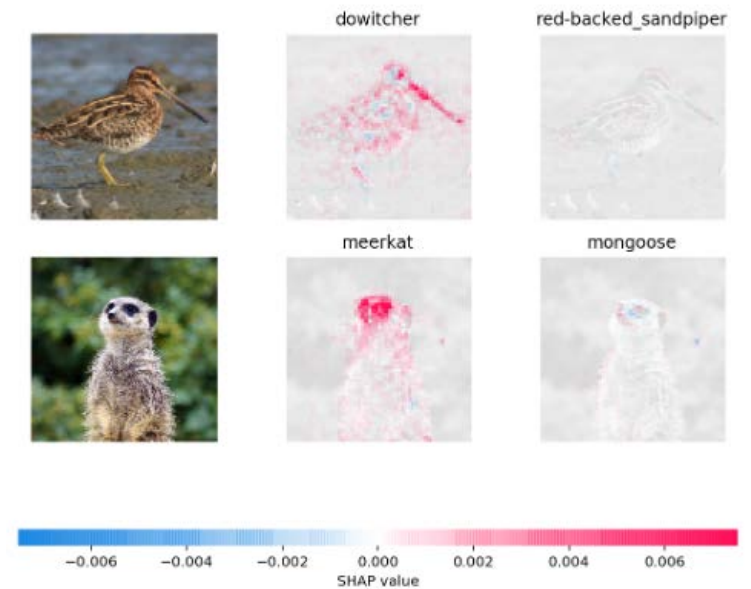 dowitcher
red-backed_sandpiper
meerkat
mongoose
−0.006 −0.004 −0.002 0.000 0.002 0.004 0.006
SHAP value